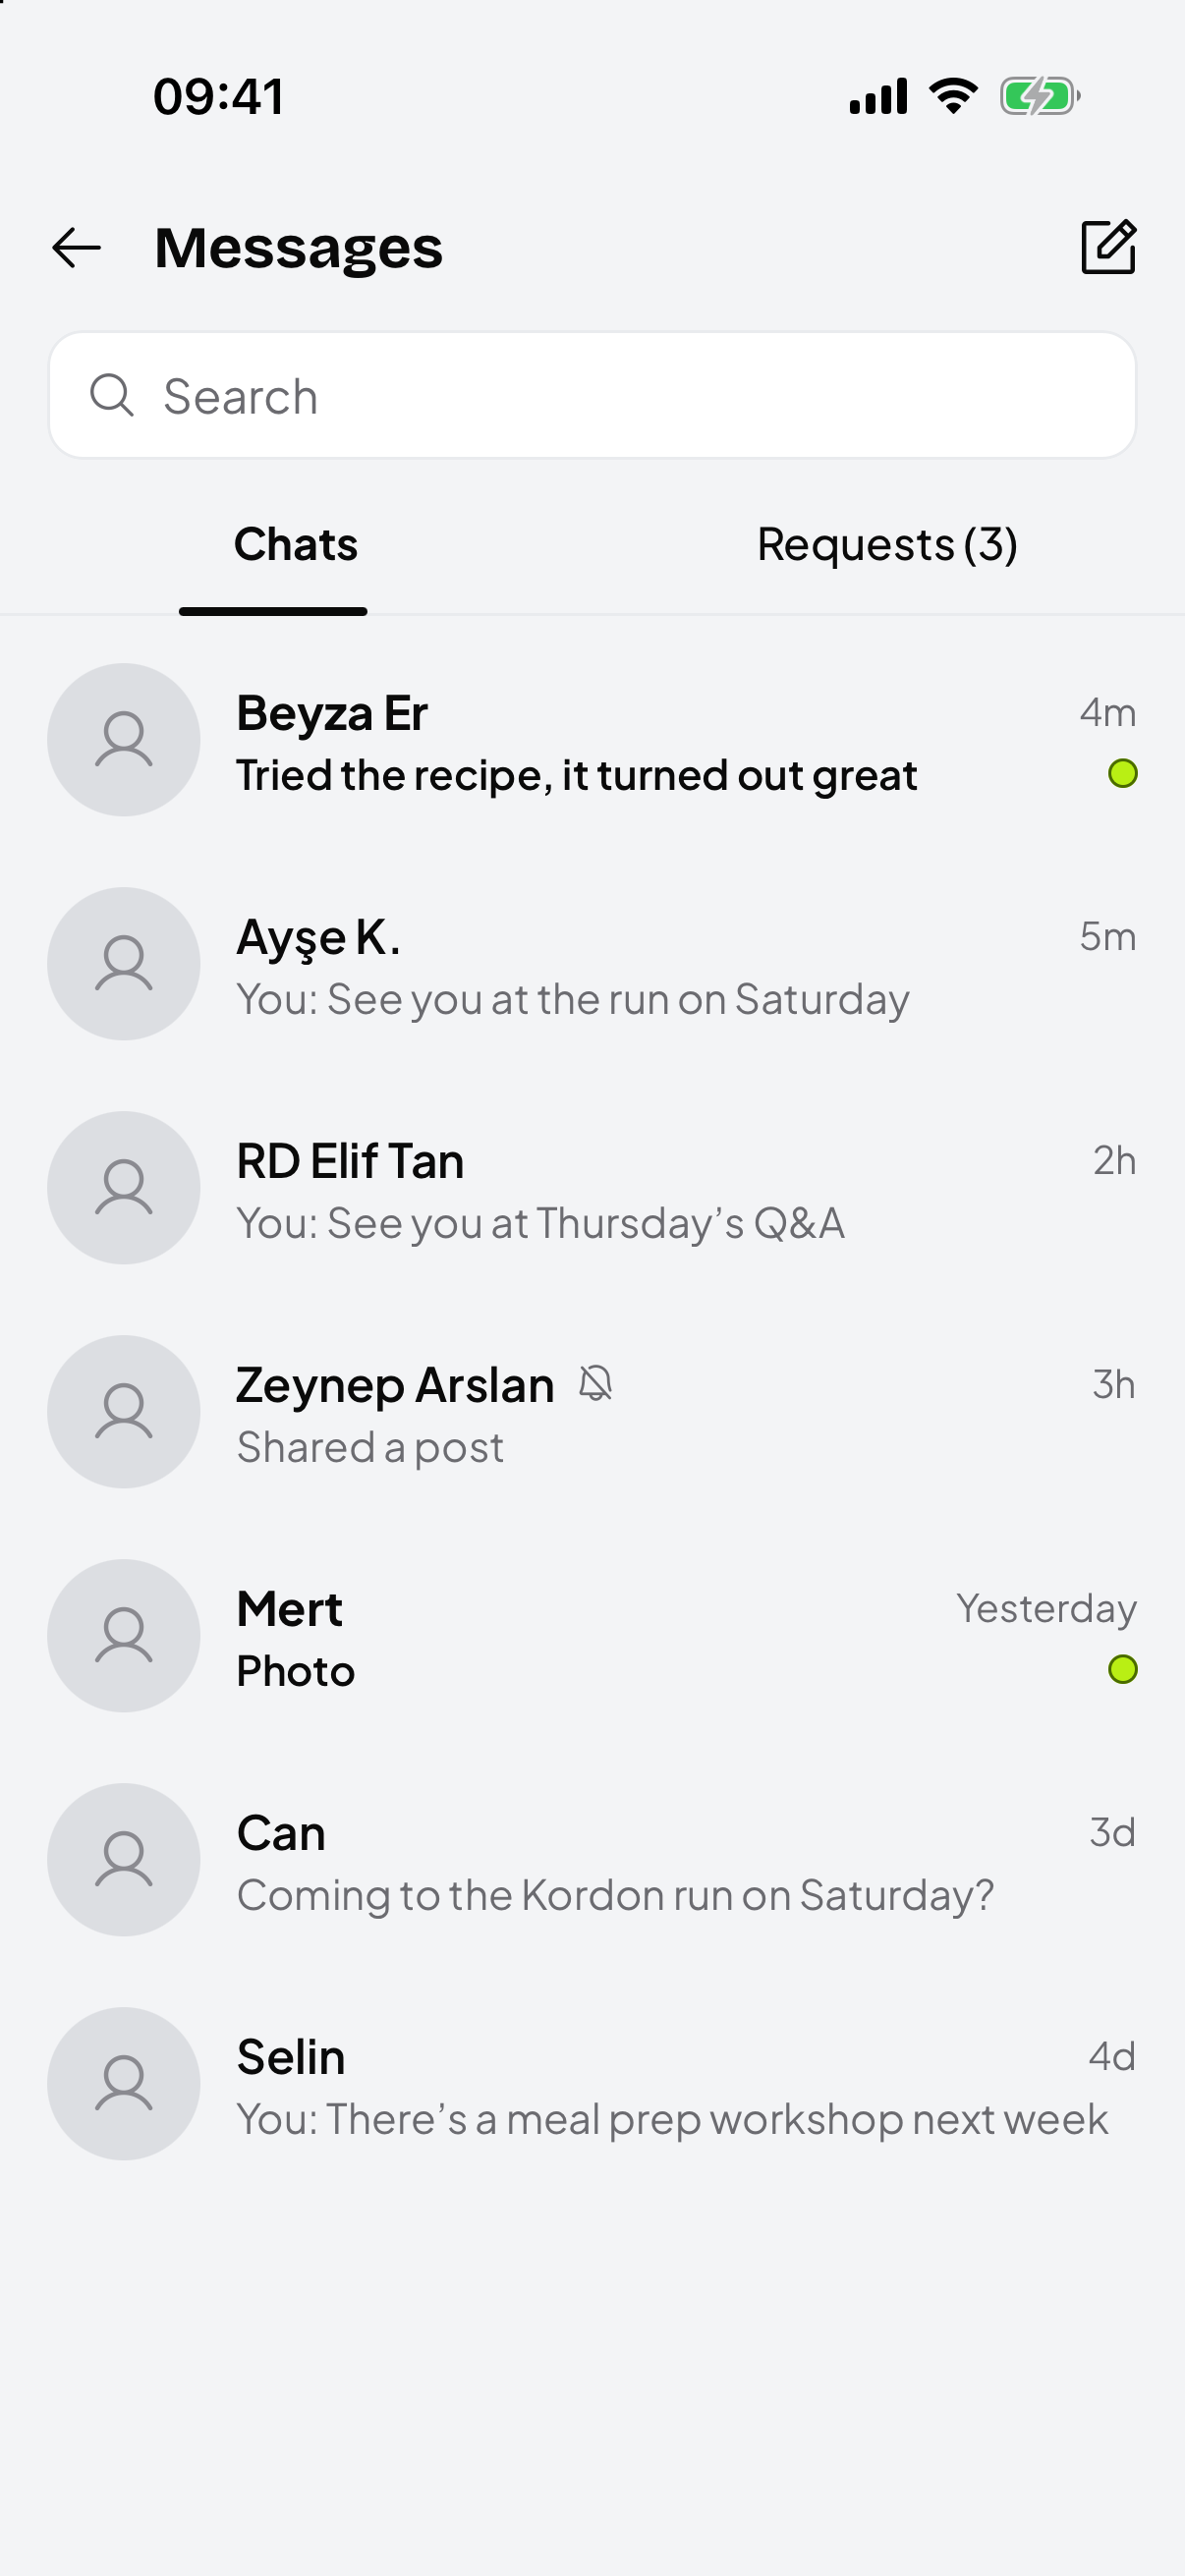 09:41
Messages
Search
Chats
Requests (3)
Beyza Er
4m
Tried the recipe, it turned out great
Ayşe K.
5m
You: See you at the run on Saturday
RD Elif Tan
2h
You: See you at Thursday’s Q&A
Zeynep Arslan
3h
Shared a post
Mert
Yesterday
Photo
Can
3d
Coming to the Kordon run on Saturday?
Selin
4d
You: There’s a meal prep workshop next week